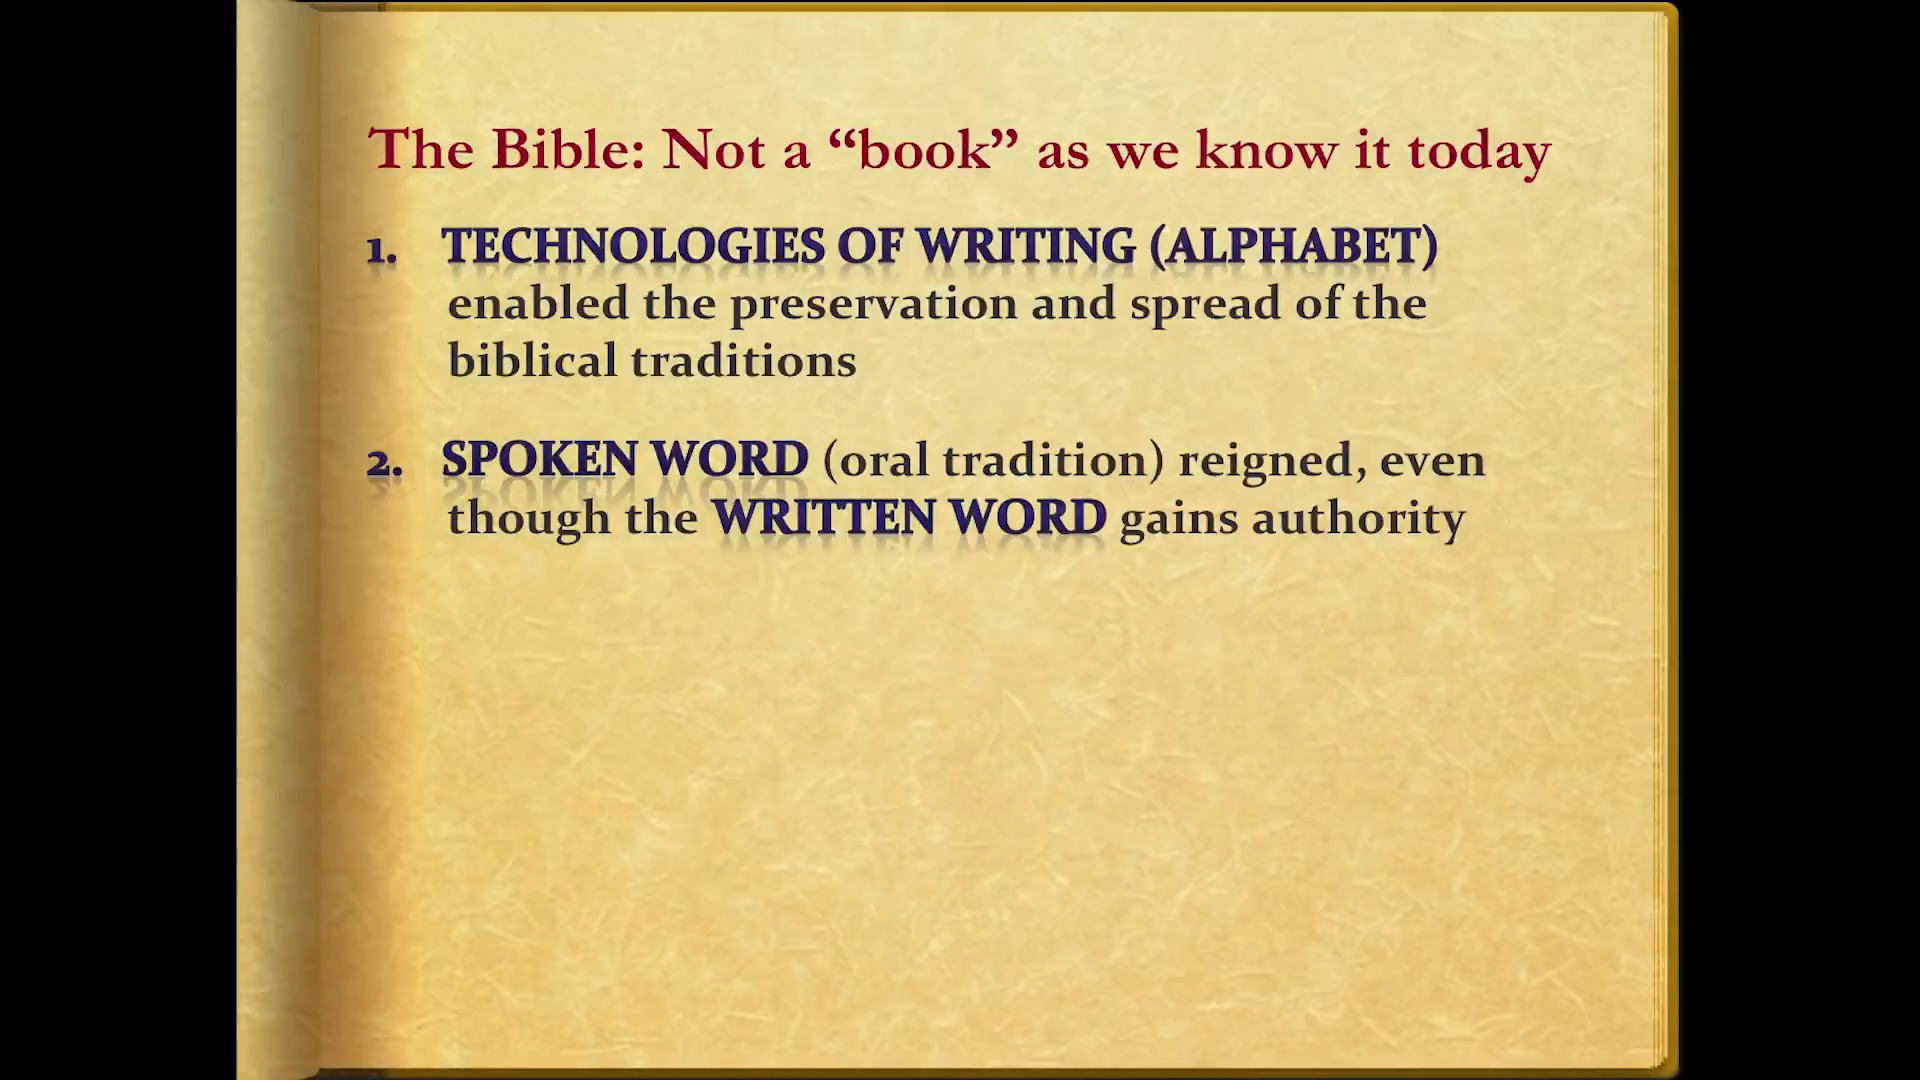 The Bible: Not a “book” as we know it today
1. TECHNOLOGIES OF WRITING (ALPHABET)
enabled the preservation and spread of the
biblical traditions
2. SPOKEN WORD (oral tradition) reigned, even
though the WRITTEN WORD gains authority